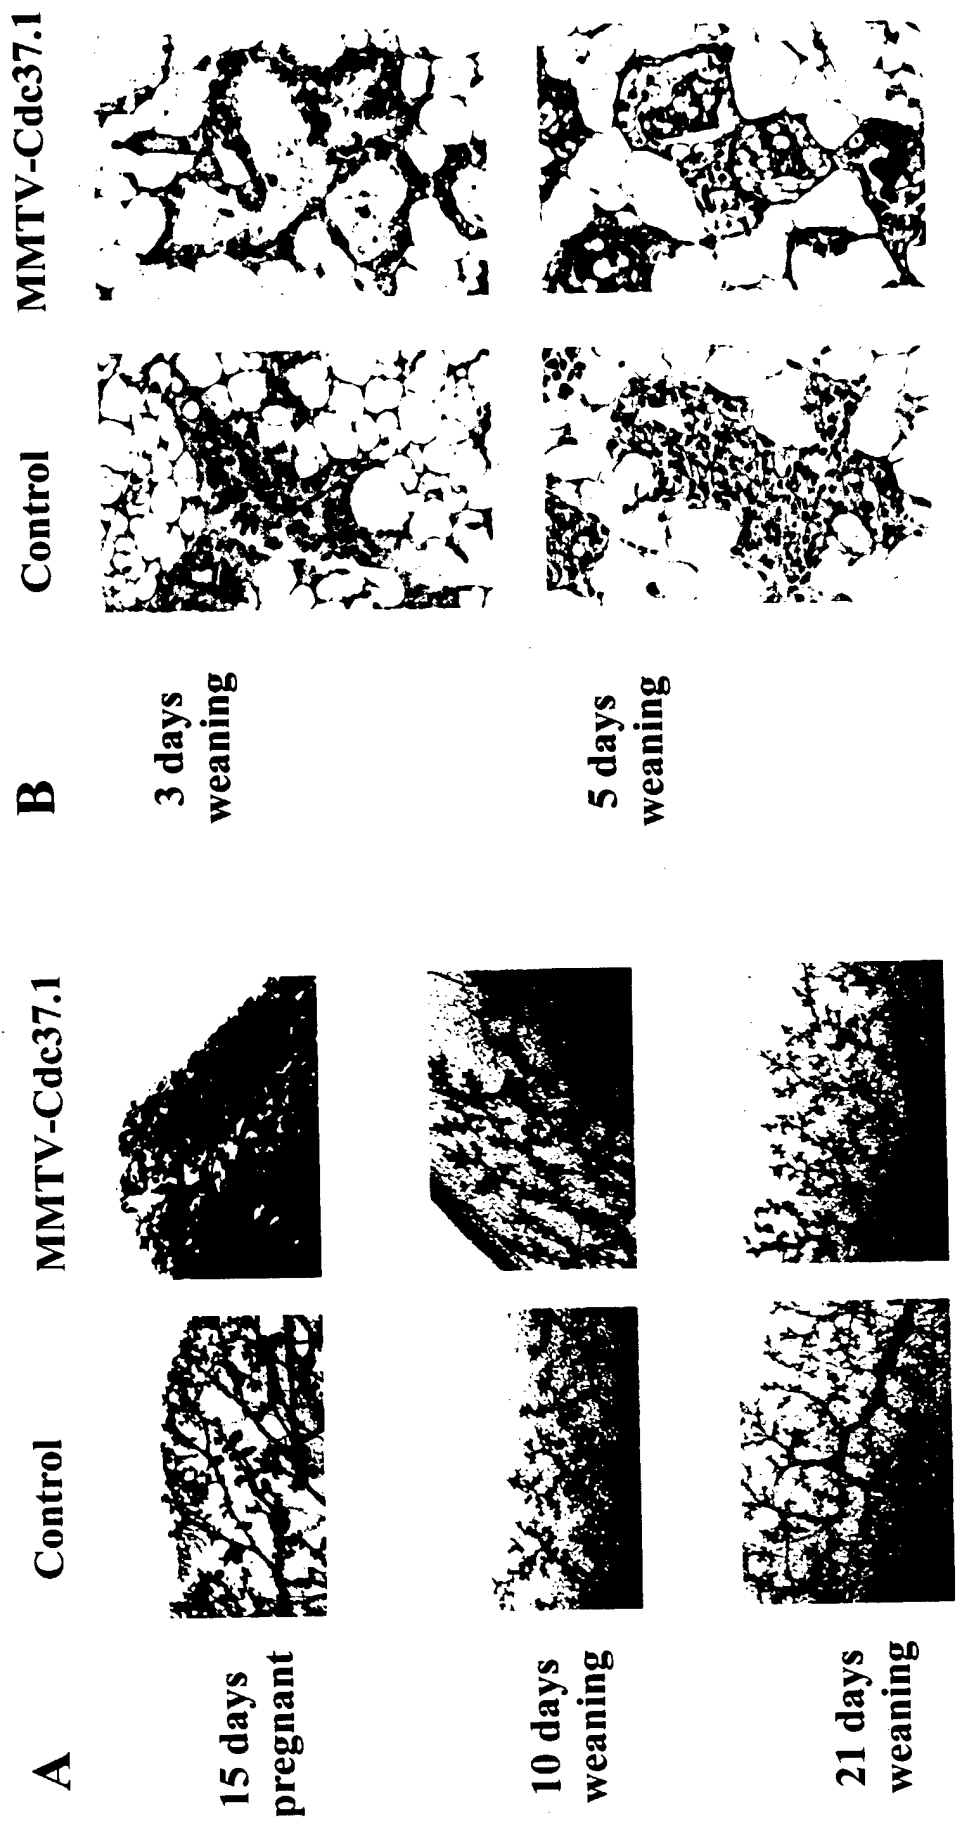 A
Control
MMTV-Cdc37.1
15 days
pregnant
10 days
weaning
21 days
weaning
B
Control
MMTV-Cdc37.1
3 days
weaning
5 days
weaning